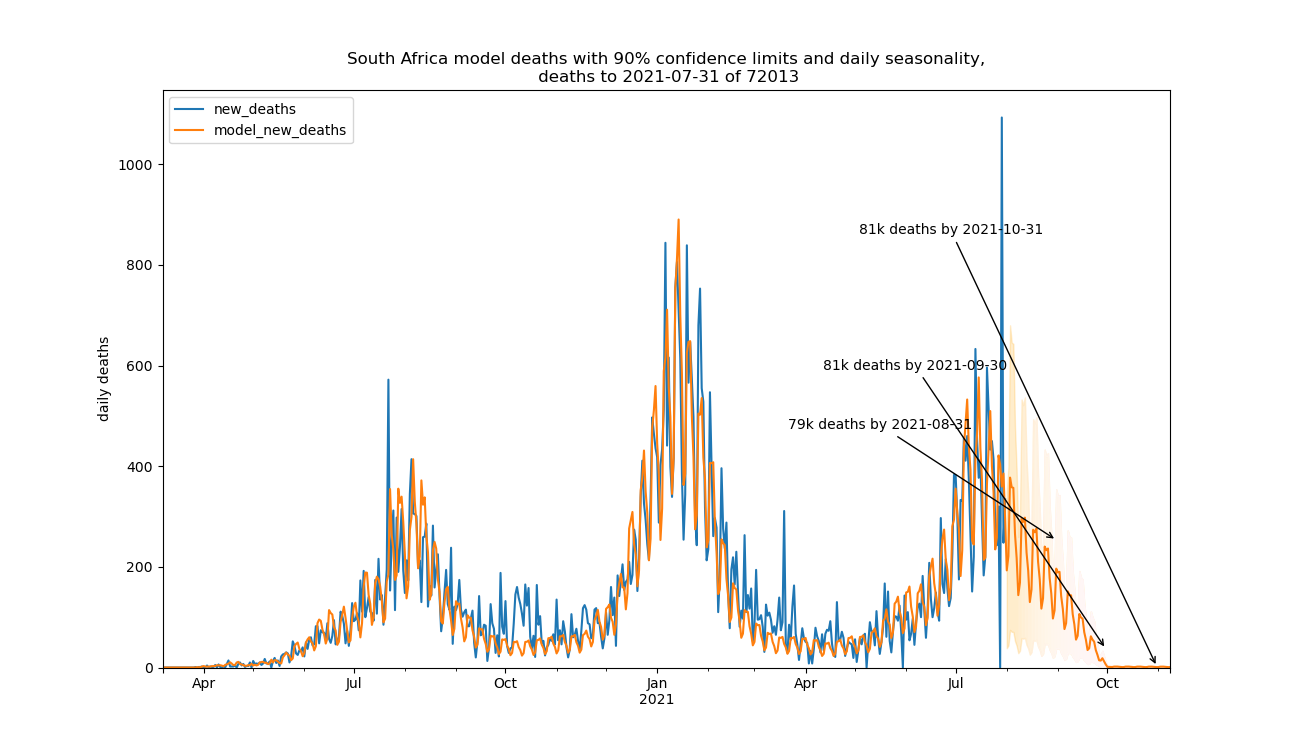 South Africa model deaths with 90% confidence limits and daily seasonality,
deaths to 2021-07-31 of 72013
new_deaths
model_new_deaths
1000
800
600
400
200
0
daily deaths
81k deaths by 2021-10-31
81k deaths by 2021-09-30
79k deaths by 2021-08-31
Apr
Jul
Oct
Jan
2021
Apr
Jul
Oct